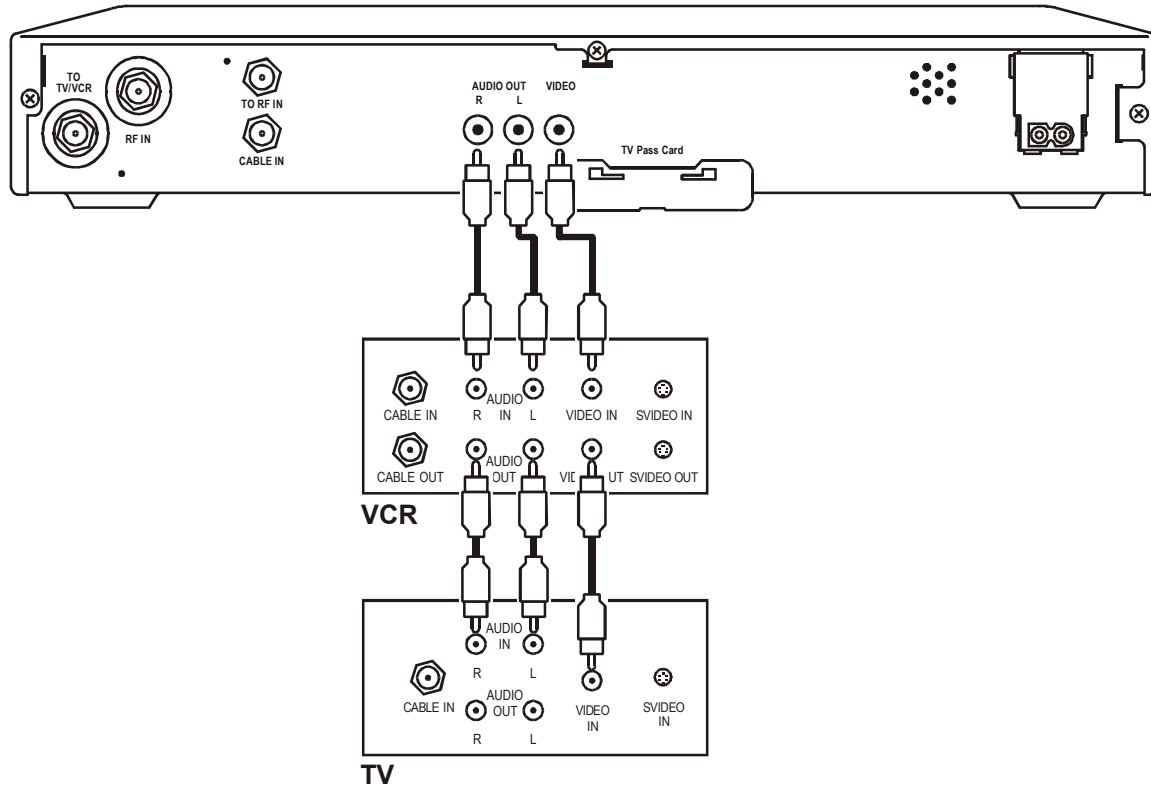 TO
TV/VCR
RF IN
TO RF IN
CABLE IN
AUDIO OUT
R L
VIDEO
TV Pass Card
CABLE IN
R
AUDIO
IN
L
VIDEO IN
SVIDEO IN
CABLE OUT
AUDIO
OUT
SVIDEO OUT
VCR
AUDIO
IN
R
L
CABLE IN
AUDIO
OUT
R
L
VIDEO
IN
SVIDEO
IN
TV